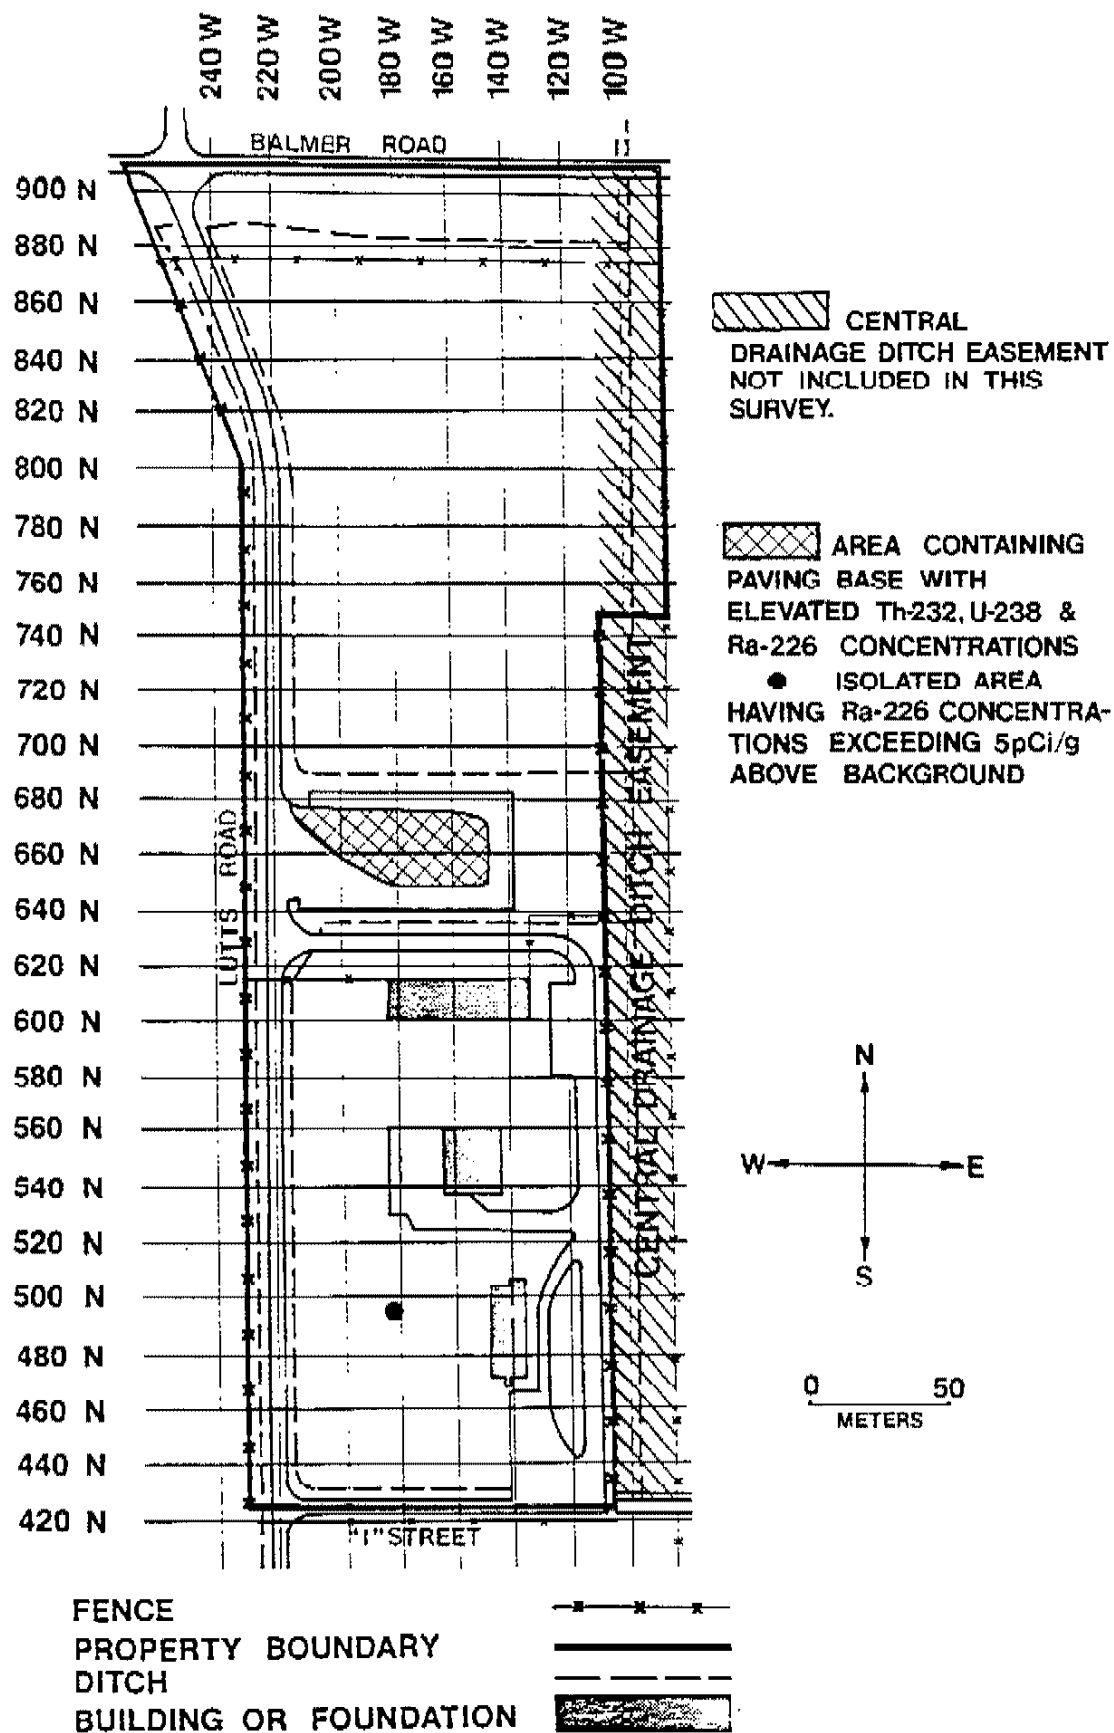 240 W
220 W
200 W
180 W
160 W
140 W
120 W
100 W
BALMER ROAD
900 N
880 N
860 N
840 N
820 N
800 N
780 N
760 N
740 N
720 N
700 N
680 N
660 N
640 N
620 N
600 N
580 N
560 N
540 N
520 N
500 N
480 N
460 N
440 N
420 N
LUTTS ROAD
CENTRAL DRAINAGE DITCH EASEMENT
"I" STREET
CENTRAL
DRAINAGE DITCH EASEMENT
NOT INCLUDED IN THIS
SURVEY.
AREA CONTAINING
PAVING BASE WITH
ELEVATED Th-232, U-238 &
Ra-226 CONCENTRATIONS
ISOLATED AREA
HAVING Ra-226 CONCENTRA-
TIONS EXCEEDING 5pCi/g
ABOVE BACKGROUND
N
W E
S
0 50
METERS
FENCE
PROPERTY BOUNDARY
DITCH
BUILDING OR FOUNDATION